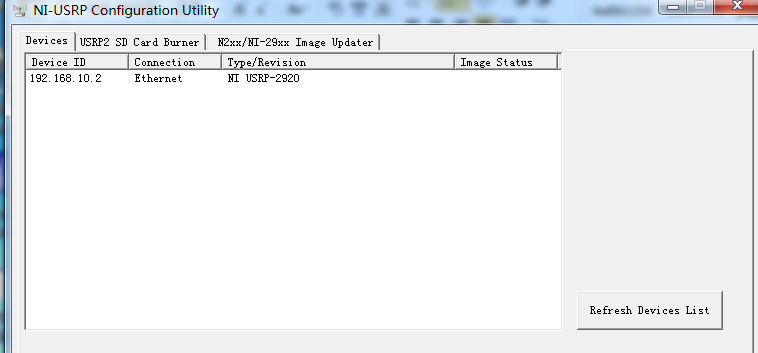 NI-USRP Configuration Utility
Devices USRP2 SD Card Burner N2xx/NI-29xx Image Updater
Device ID Connection Type/Revision Image Status
192.168.10.2 Ethernet NI USRP-2920
Refresh Devices List